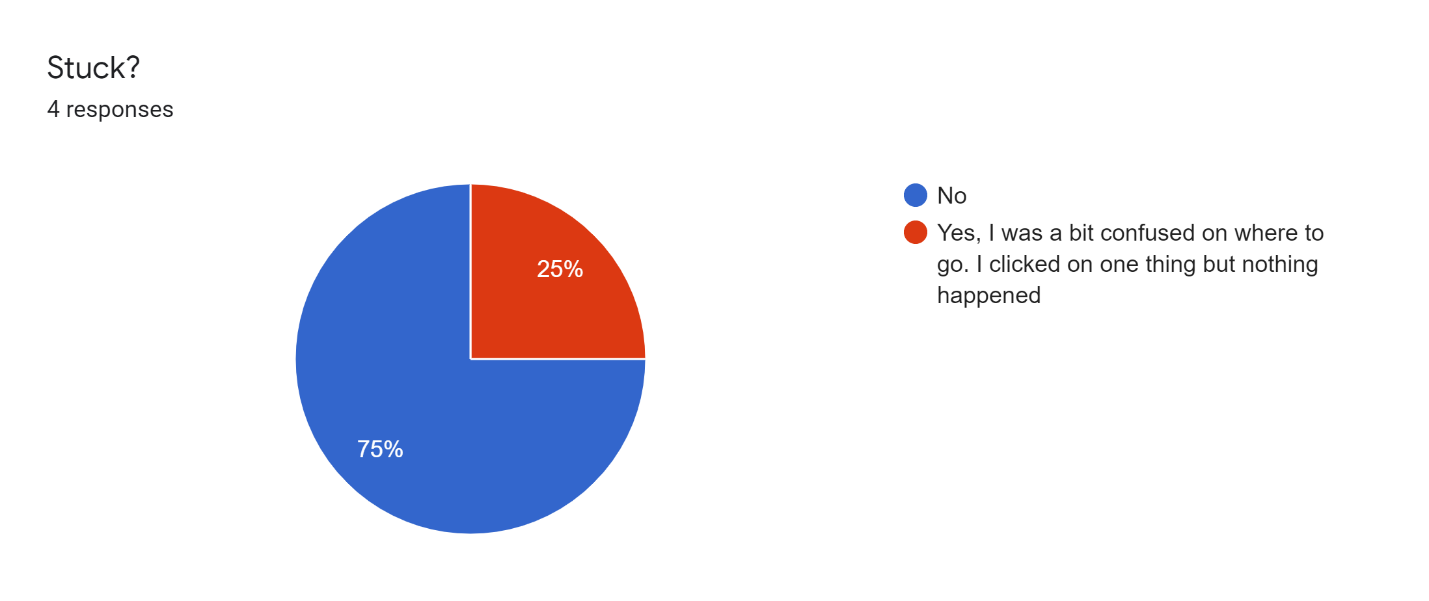 Stuck?
4 responses
25%
75%
No
Yes, I was a bit confused on where to
go. I clicked on one thing but nothing
happened